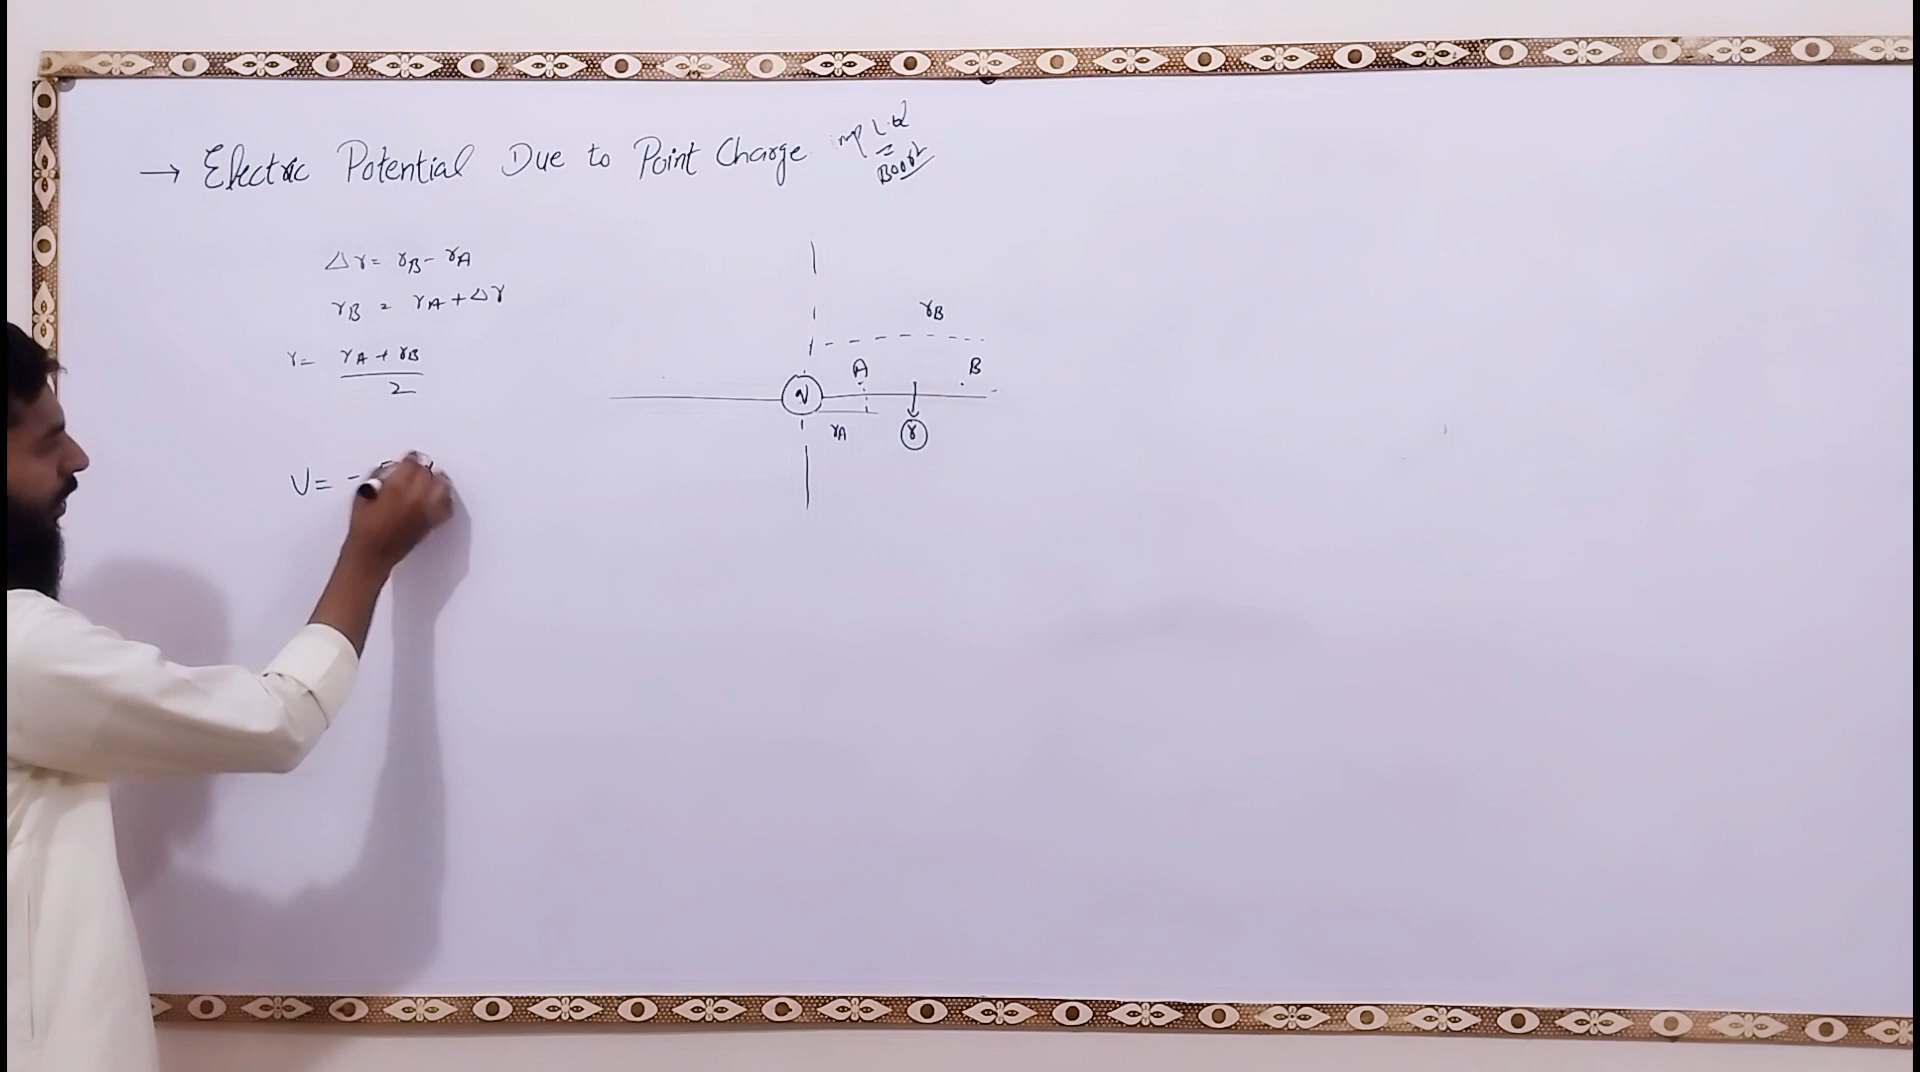 → Electric Potential Due to Point Charge
imp L.Q
Board
Δr = rB - rA
rB = rA + Δr
r = rA + rB
2
V = -
rB
A
B
q
rA
r